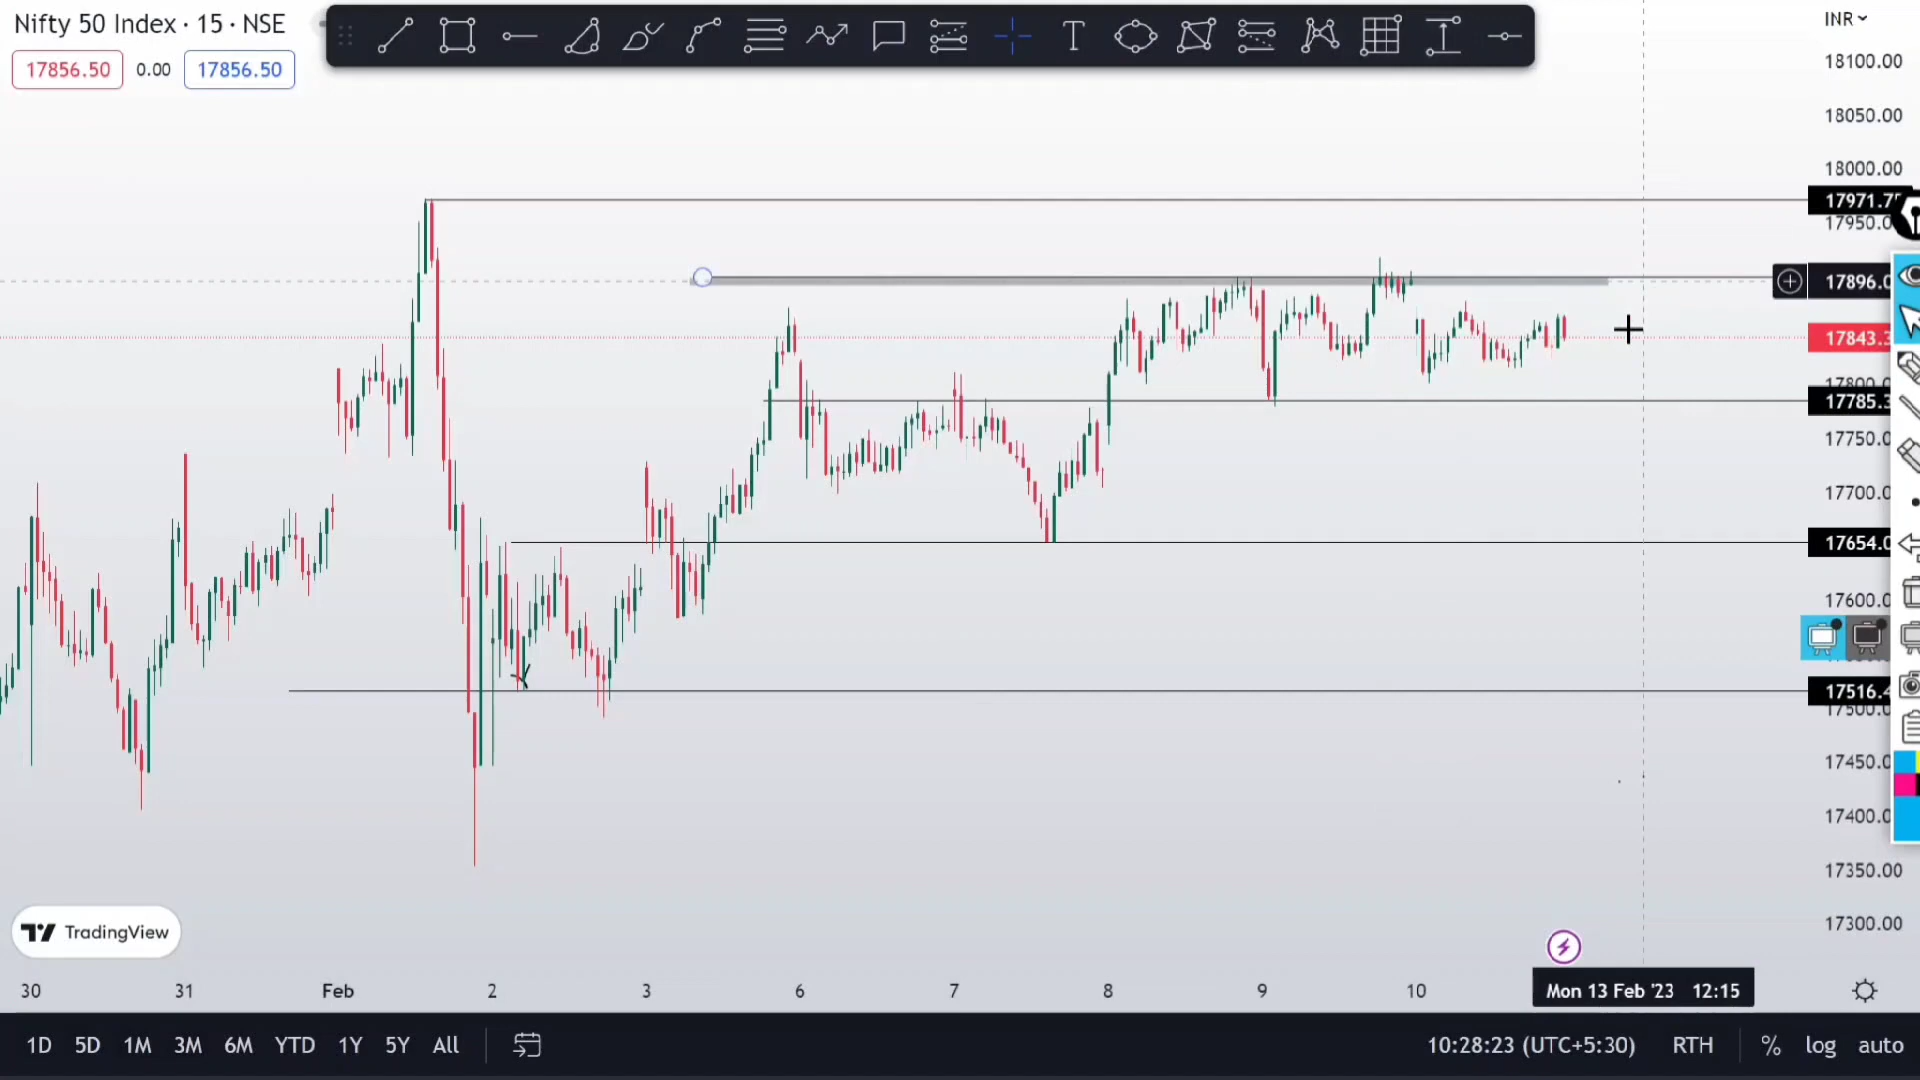 Nifty 50 Index · 15 · NSE
17856.50 0.00 17856.50
T
INR
18100.00
18050.00
18000.00
17971.7
17950.0
17896.0
17843.3
17800.0
17785.3
17750.0
17700.0
17654.0
17600.0
17516.4
17500.0
17450.0
17400.0
17350.00
17300.00
TradingView
30 31 Feb 2 3 6 7 8 9 10 Mon 13 Feb '23 12:15
1D 5D 1M 3M 6M YTD 1Y 5Y All 10:28:23 (UTC+5:30) RTH % log auto